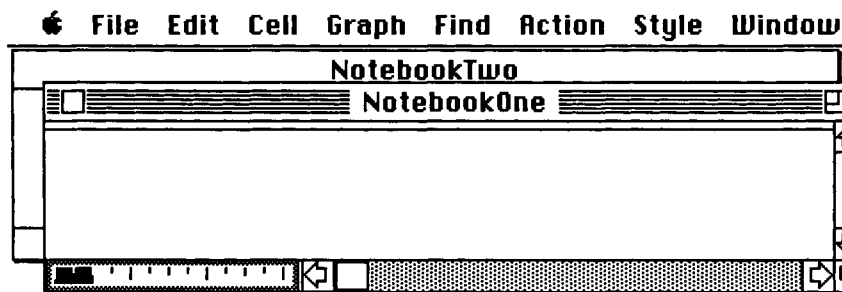 File Edit Cell Graph Find Action Style Window
NotebookTwo
NotebookOne